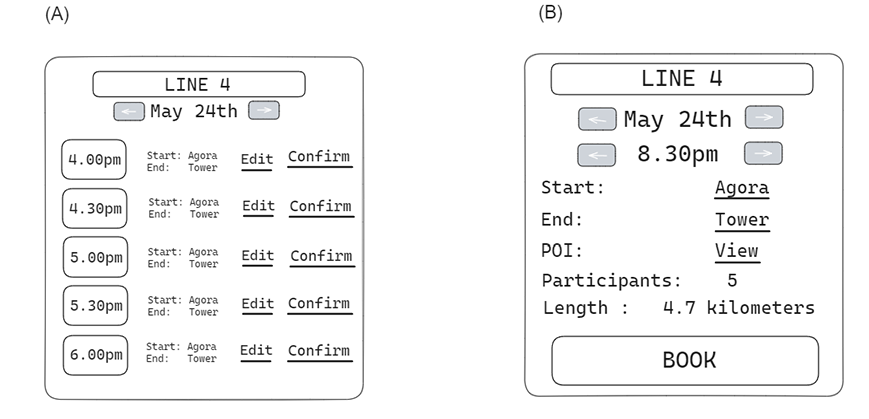 (A)
LINE 4
← May 24th →
4.00pm Start: Agora Edit Confirm
End: Tower
4.30pm Start: Agora Edit Confirm
End: Tower
5.00pm Start: Agora Edit Confirm
End: Tower
5.30pm Start: Agora Edit Confirm
End: Tower
6.00pm Start: Agora Edit Confirm
End: Tower
(B)
LINE 4
← May 24th →
← 8.30pm →
Start: Agora
End: Tower
POI: View
Participants: 5
Length : 4.7 kilometers
BOOK